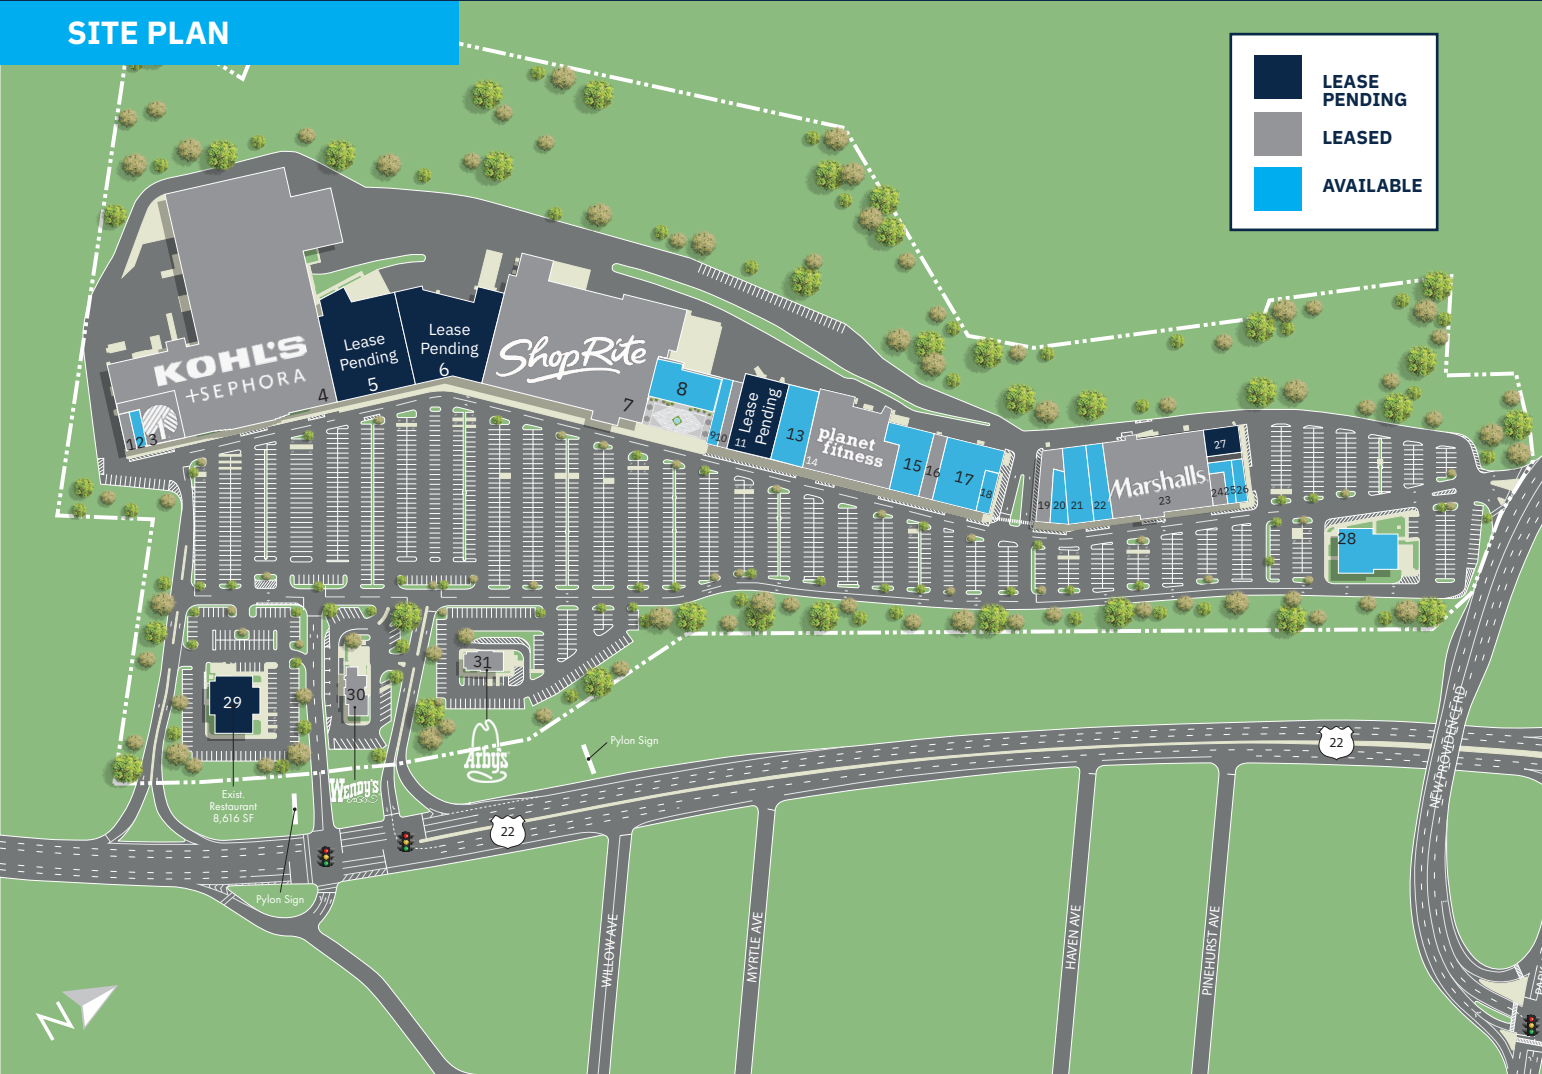 SITE PLAN
LEASE
PENDING
LEASED
AVAILABLE
KOHL'S
+SEPHORA
1
2
3
4
Lease
Pending
5
Lease
Pending
6
ShopRite
7
8
9
10
11
Lease
Pending
13
14
planet
fitness
15
16
17
18
19
20
21
22
Marshalls
23
24
25
26
27
28
29
30
31
Arby's
Wendy's
Exist.
Restaurant
8,616 SF
Pylon Sign
Pylon Sign
22
22
NEW PROVIDENCE RD
WILLOW AVE
MYRTLE AVE
HAVEN AVE
PINEHURST AVE
N